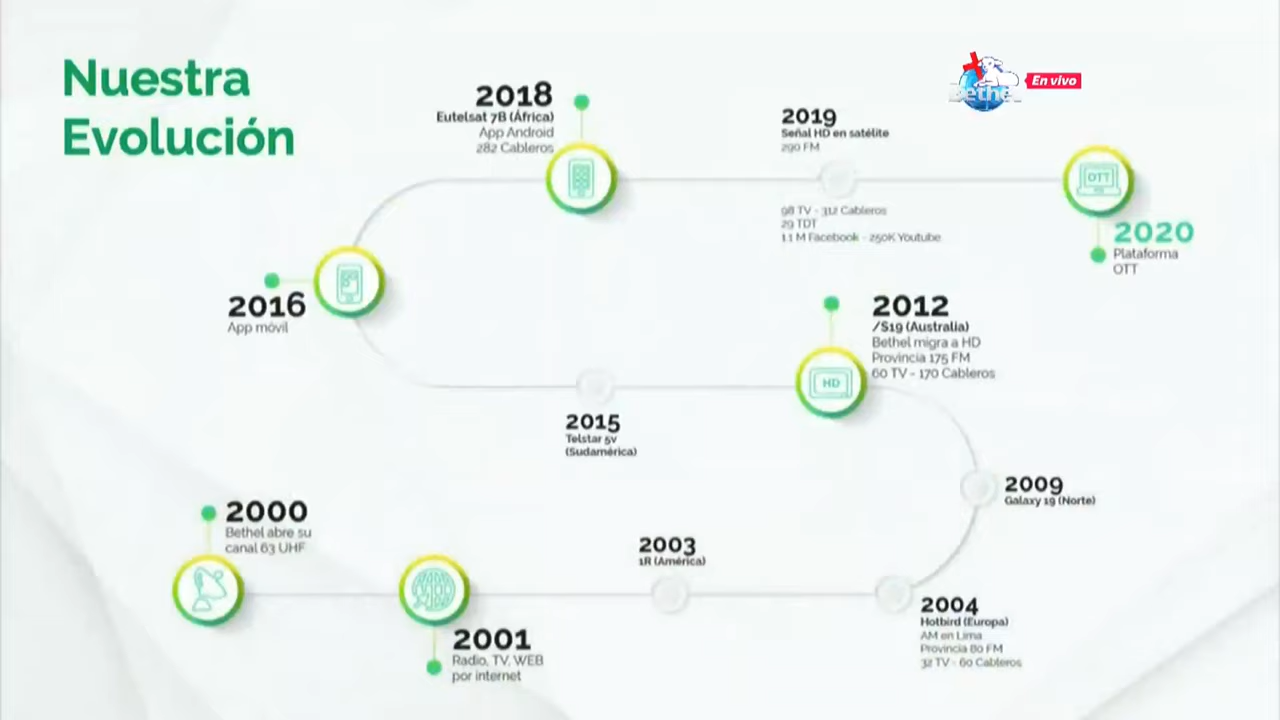 Nuestra
Evolución
Bethel
En vivo
2018
Eutelsat 7B (África)
App Android
282 Cableros
2019
Señal HD en satélite
290 FM
98 TV - 312 Cableros
29 TDT
1.1 M Facebook - 250K Youtube
OTT
2020
Plataforma
OTT
2016
App móvil
2012
/S19 (Australia)
Bethel migra a HD
Provincia 175 FM
60 TV - 170 Cableros
HD
2015
Telstar 5v
(Sudamérica)
2009
Galaxy 19 (Norte)
2000
Bethel abre su
canal 63 UHF
2003
1R (América)
2004
Hotbird (Europa)
AM en Lima
Provincia 80 FM
32 TV - 60 Cableros
2001
Radio, TV, WEB
por internet